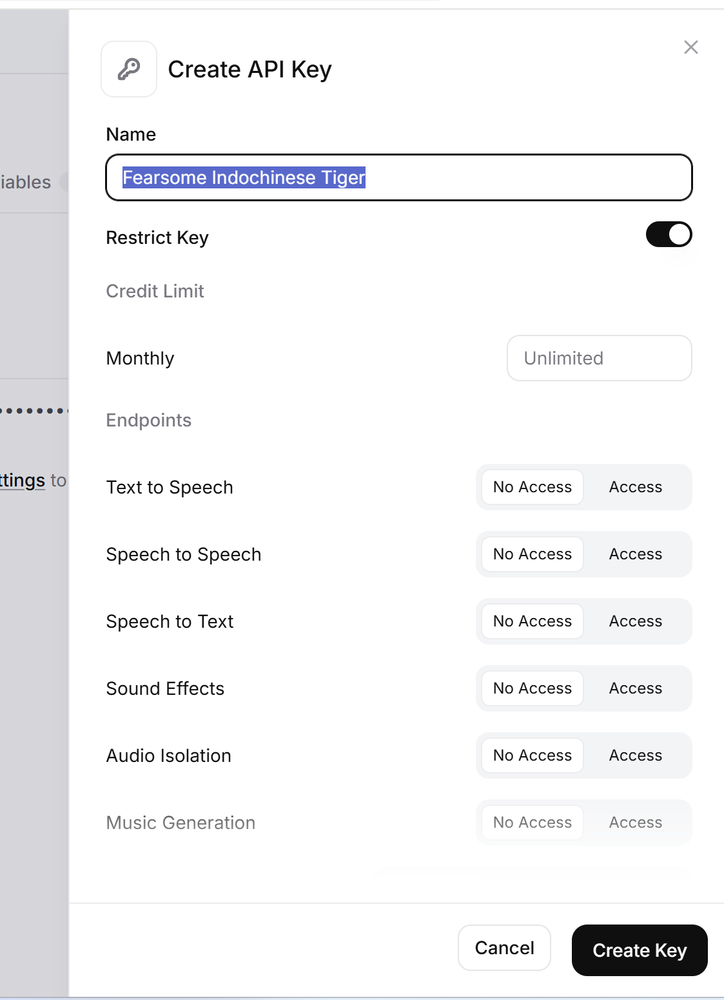 Create API Key
Name
Fearsome Indochinese Tiger
iables
Restrict Key
Credit Limit
Monthly
Unlimited
Endpoints
ttings to
Text to Speech
No Access Access
Speech to Speech
No Access Access
Speech to Text
No Access Access
Sound Effects
No Access Access
Audio Isolation
No Access Access
Music Generation
No Access Access
Cancel
Create Key